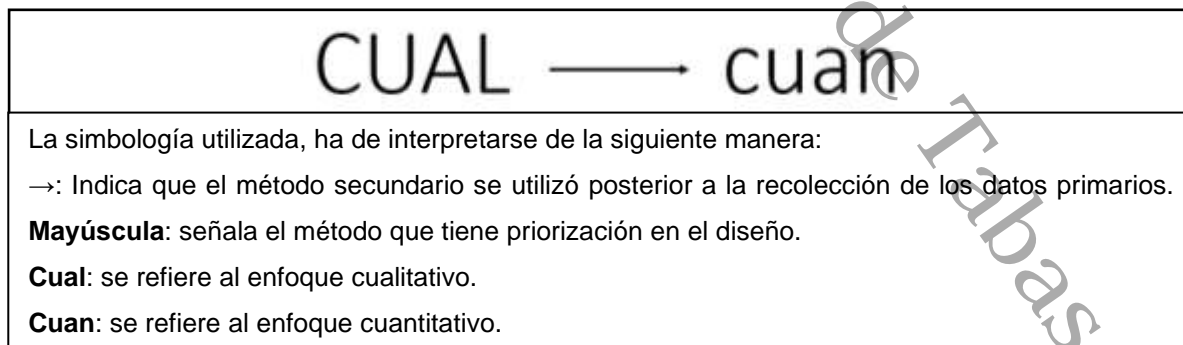 CUAL ⟶ cuan
La simbología utilizada, ha de interpretarse de la siguiente manera:
→: Indica que el método secundario se utilizó posterior a la recolección de los datos primarios.
Mayúscula: señala el método que tiene priorización en el diseño.
Cual: se refiere al enfoque cualitativo.
Cuan: se refiere al enfoque cuantitativo.
de Tabas